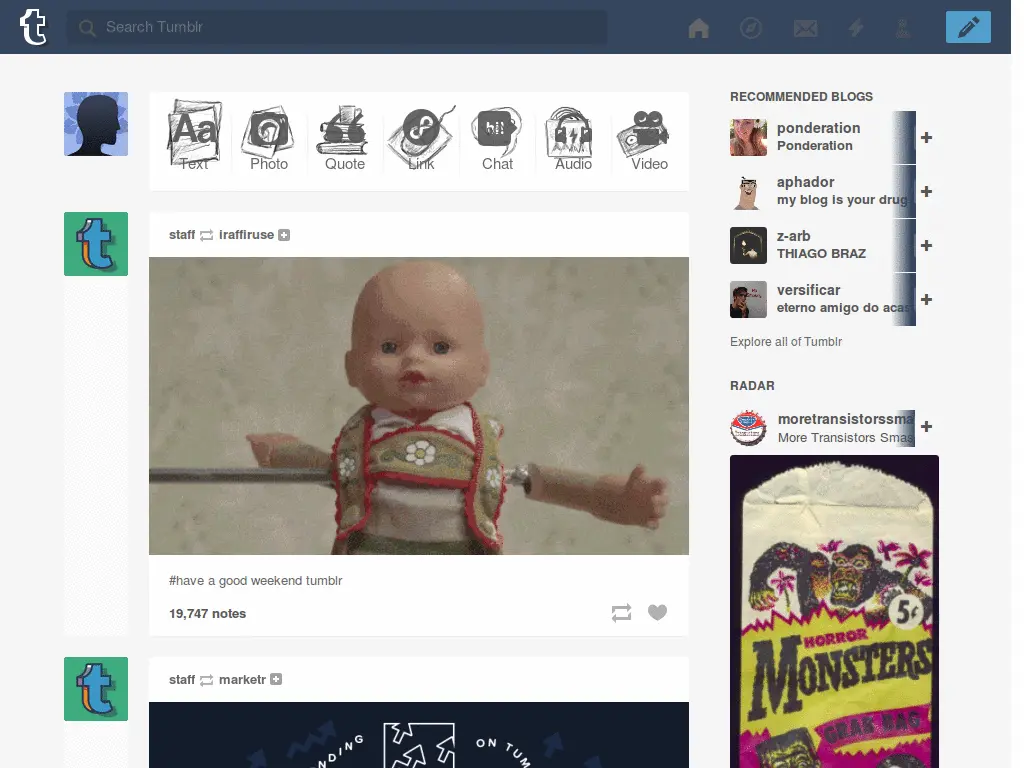 Search Tumblr
Aa
hi!
Text
Photo
Quote
Link
Chat
Audio
Video
staff iraffiruse
#have a good weekend tumblr
19,747 notes
staff marketr
NDING
ON TUM
RECOMMENDED BLOGS
ponderation
Ponderation
aphador
my blog is your drug
z-arb
THIAGO BRAZ
versificar
eterno amigo do acas
Explore all of Tumblr
RADAR
moretransistorssma
More Transistors Smas
5¢
HORROR
MONSTERS
GRAB BAG